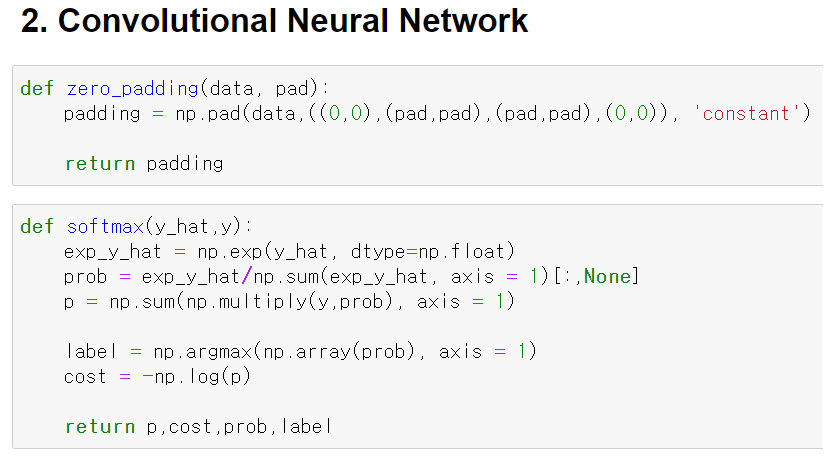 2. Convolutional Neural Network
def zero_padding(data, pad):
    padding = np.pad(data,((0,0),(pad,pad),(pad,pad),(0,0)), 'constant')
    return padding
def softmax(y_hat,y):
    exp_y_hat = np.exp(y_hat, dtype=np.float)
    prob = exp_y_hat/np.sum(exp_y_hat, axis = 1)[:,None]
    p = np.sum(np.multiply(y,prob), axis = 1)
    label = np.argmax(np.array(prob), axis = 1)
    cost = -np.log(p)
    return p,cost,prob,label